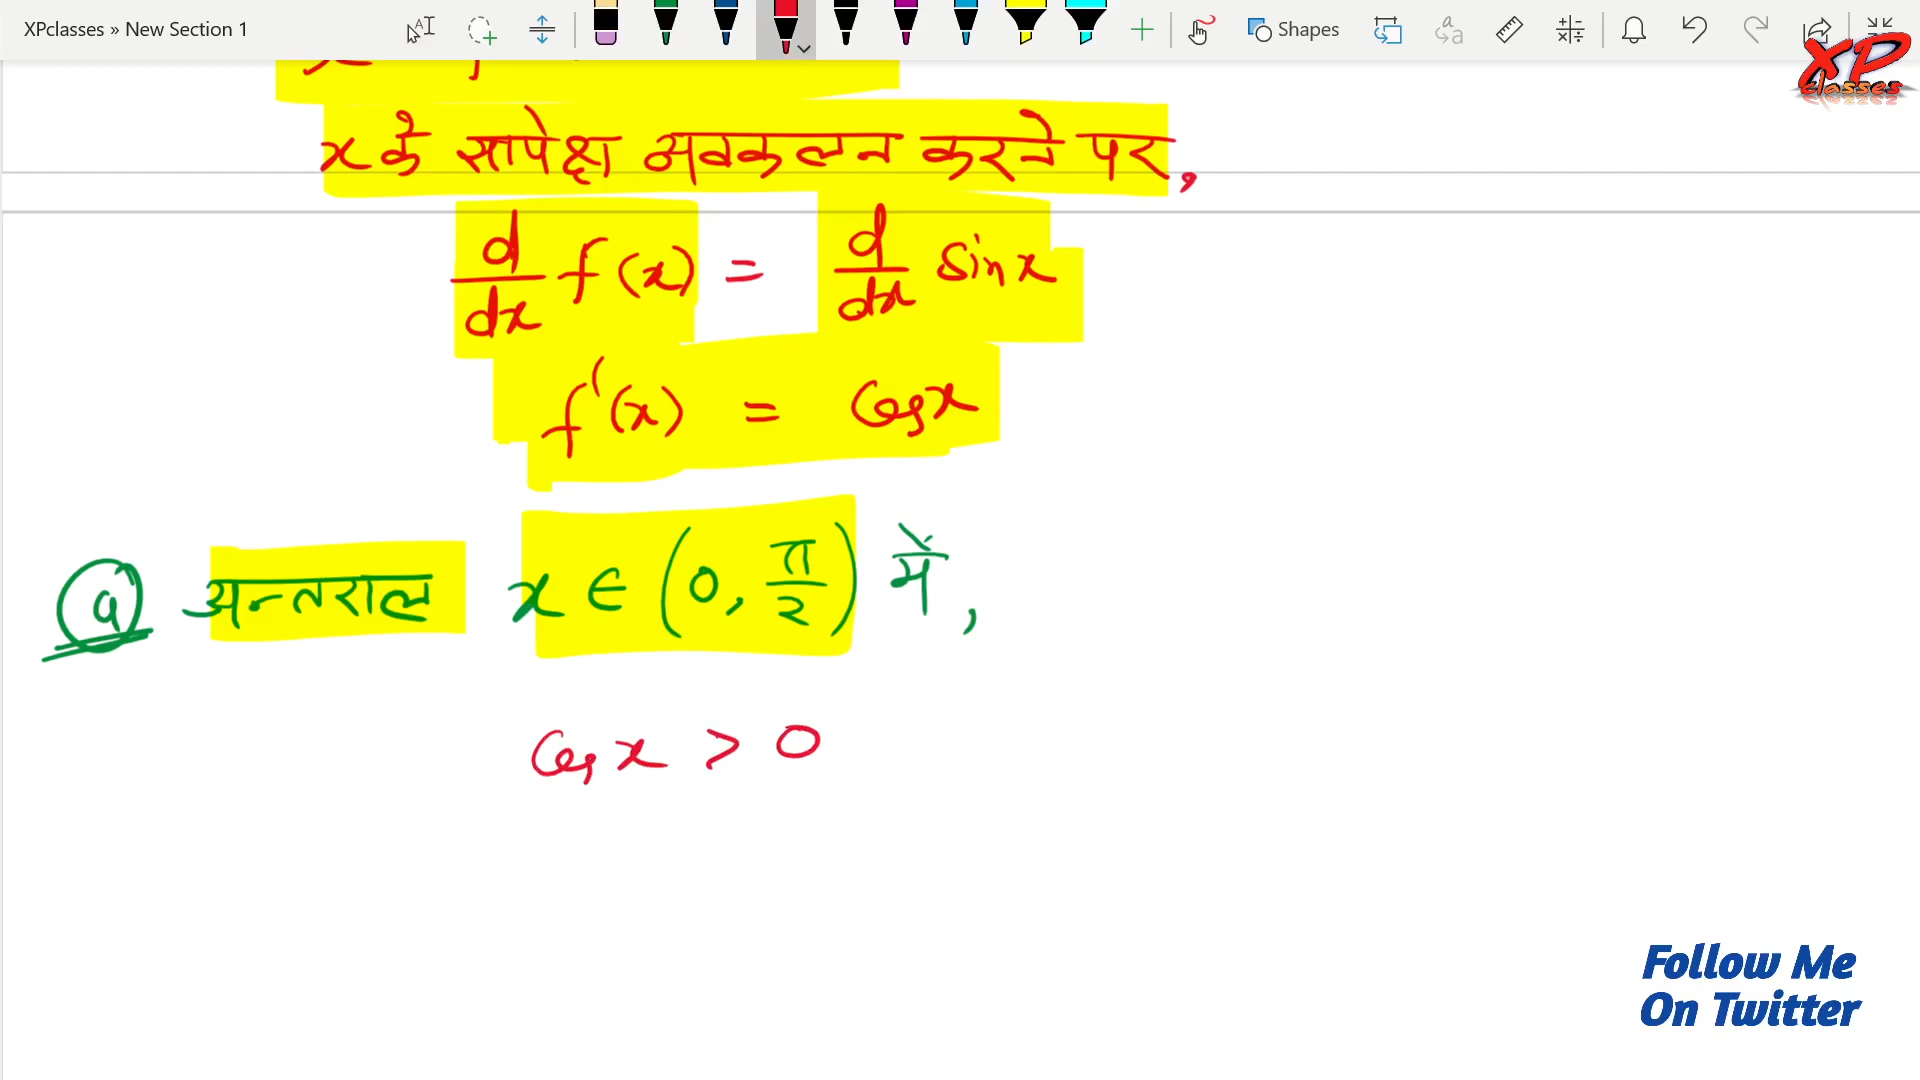 XPclasses » New Section 1
Shapes
XP
classes
x के सापेक्ष अवकलन करने पर,
d/dx f(x) = d/dx sin x
f'(x) = cos x
(a) अन्तराल x ∈ (0, π/2) में,
cos x > 0
Follow Me
On Twitter